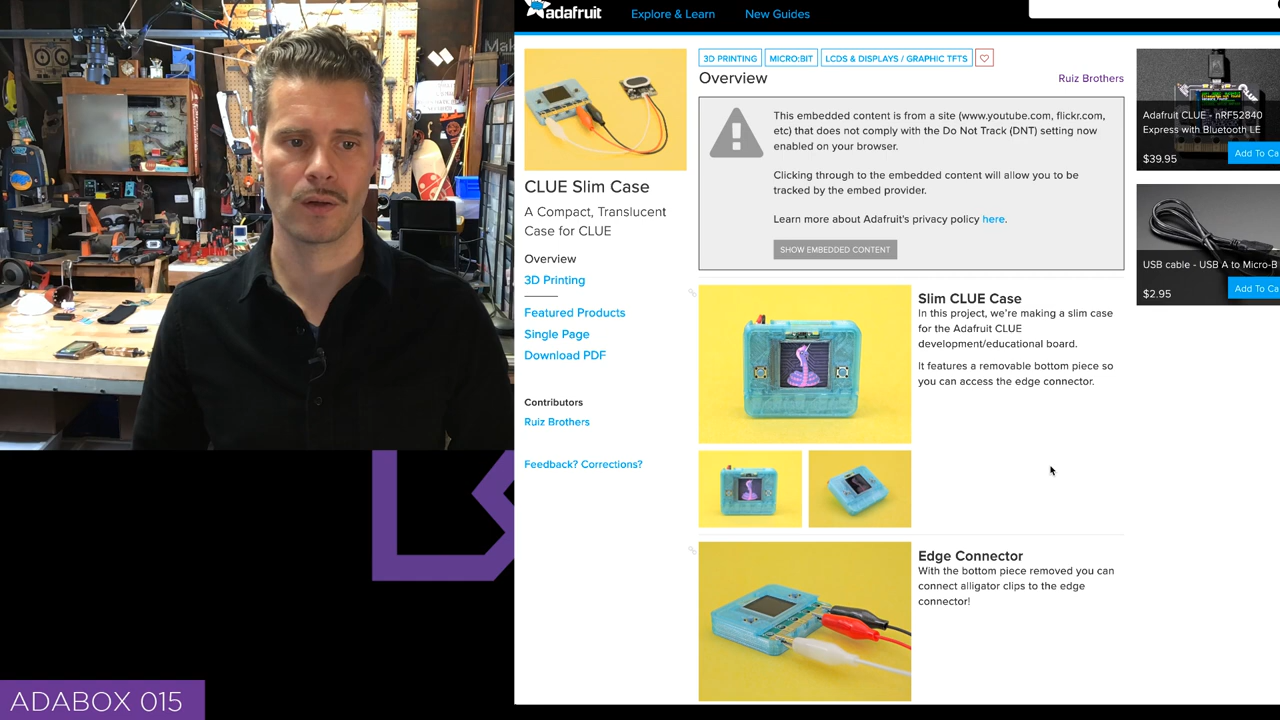 Mak
adafruit
Explore & Learn
New Guides
3D PRINTING
MICRO:BIT
LCDS & DISPLAYS / GRAPHIC TFTS
Overview
Ruiz Brothers
This embedded content is from a site (www.youtube.com, flickr.com,
etc) that does not comply with the Do Not Track (DNT) setting now
enabled on your browser.
Clicking through to the embedded content will allow you to be
tracked by the embed provider.
Learn more about Adafruit's privacy policy here.
SHOW EMBEDDED CONTENT
CLUE Slim Case
A Compact, Translucent
Case for CLUE
Overview
3D Printing
Featured Products
Single Page
Download PDF
Contributors
Ruiz Brothers
Feedback? Corrections?
Slim CLUE Case
In this project, we're making a slim case
for the Adafruit CLUE
development/educational board.
It features a removable bottom piece so
you can access the edge connector.
Edge Connector
With the bottom piece removed you can
connect alligator clips to the edge
connector!
Adafruit CLUE - nRF52840
Express with Bluetooth LE
$39.95
Add To Ca
USB cable - USB A to Micro-B
$2.95
Add To Ca
ADABOX 015